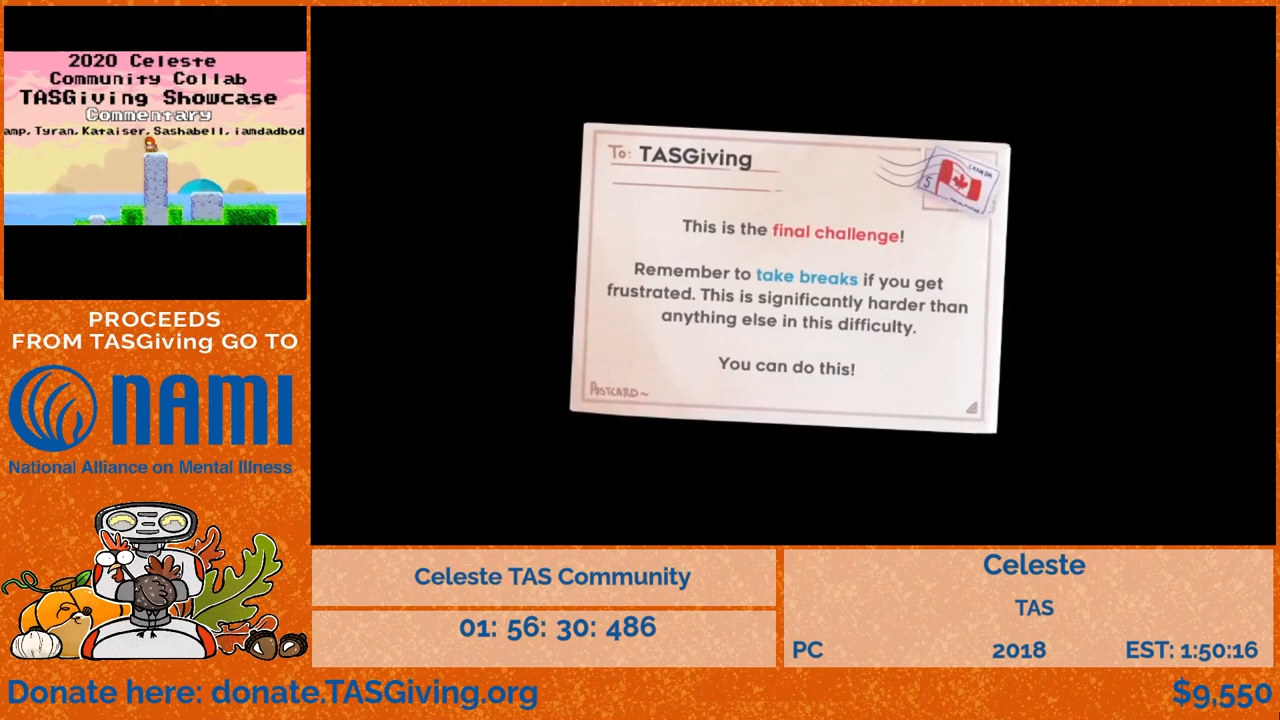 2020 Celeste
Community Collab
TASGiving Showcase
Commentary
amp, Tyran, Kataiser, Sashabell, iamdadbod
PROCEEDS
FROM TASGiving GO TO
NAMI
National Alliance on Mental Illness
To: TASGiving
CANADA
5
This is the final challenge!
Remember to take breaks if you get
frustrated. This is significantly harder than
anything else in this difficulty.
You can do this!
POSTCARD~
Celeste TAS Community
01: 56: 30: 486
Celeste
TAS
PC 2018 EST: 1:50:16
Donate here: donate.TASGiving.org
$9,550